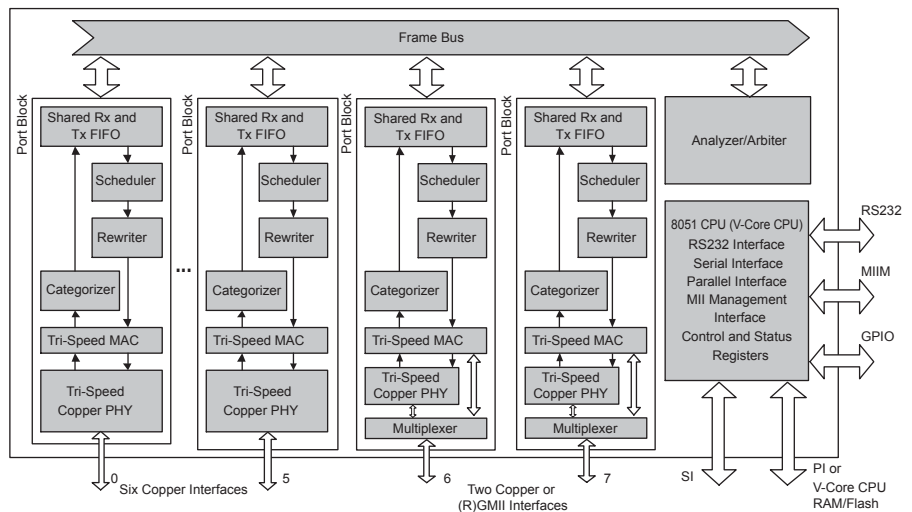 Frame Bus
Port Block
Shared Rx and
Tx FIFO
Scheduler
Rewriter
Categorizer
Tri-Speed MAC
Tri-Speed
Copper PHY
0
...
Port Block
Shared Rx and
Tx FIFO
Scheduler
Rewriter
Categorizer
Tri-Speed MAC
Tri-Speed
Copper PHY
5
Six Copper Interfaces
Port Block
Shared Rx and
Tx FIFO
Scheduler
Rewriter
Categorizer
Tri-Speed MAC
Tri-Speed
Copper PHY
Multiplexer
6
Port Block
Shared Rx and
Tx FIFO
Scheduler
Rewriter
Categorizer
Tri-Speed MAC
Tri-Speed
Copper PHY
Multiplexer
7
Two Copper or
(R)GMII Interfaces
Analyzer/Arbiter
8051 CPU (V-Core CPU)
RS232 Interface
Serial Interface
Parallel Interface
MII Management
Interface
Control and Status
Registers
RS232
MIIM
GPIO
SI
PI or
V-Core CPU
RAM/Flash